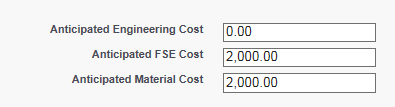 Anticipated Engineering Cost 0.00
Anticipated FSE Cost 2,000.00
Anticipated Material Cost 2,000.00